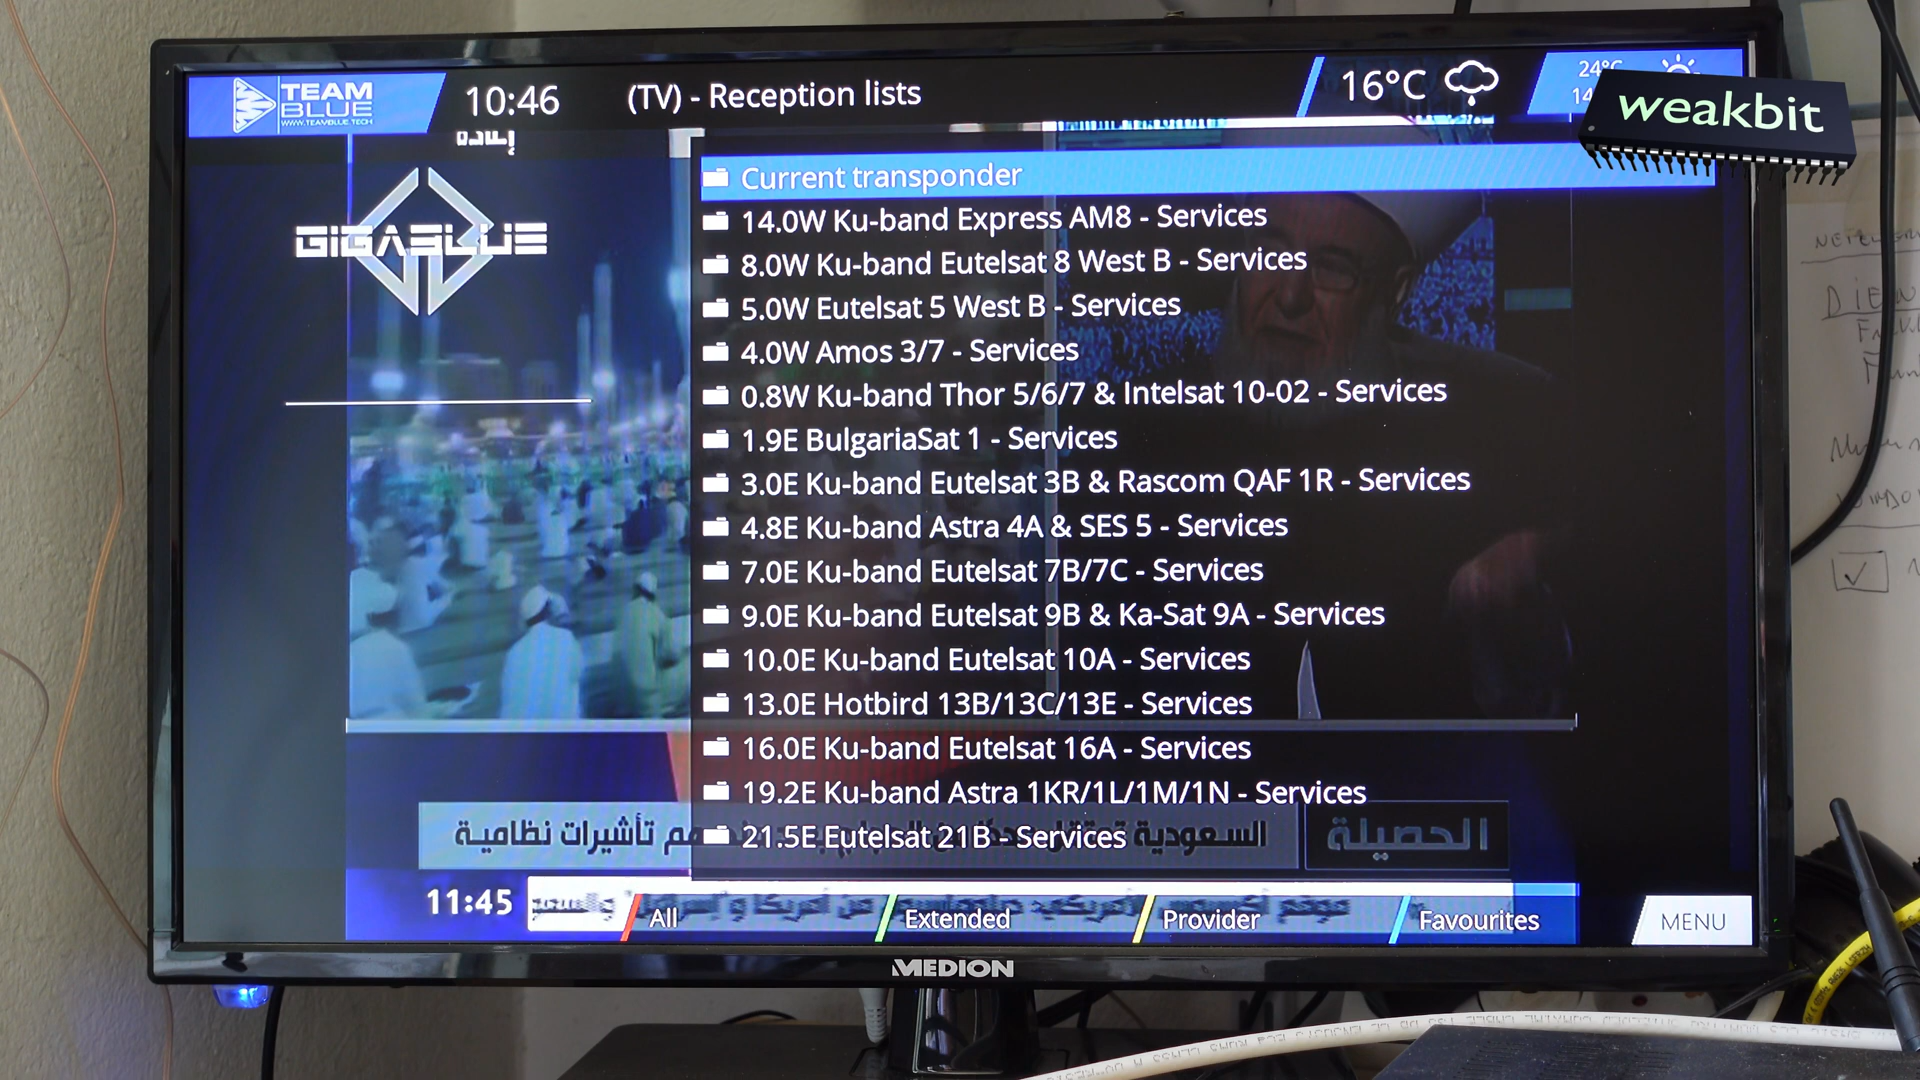 TEAM
BLUE
WWW.TEAMBLUE.TECH
10:46
(TV) - Reception lists
16°C
24°C
weakbit
إعادة
GIGABLUE
Current transponder
14.0W Ku-band Express AM8 - Services
8.0W Ku-band Eutelsat 8 West B - Services
5.0W Eutelsat 5 West B - Services
4.0W Amos 3/7 - Services
0.8W Ku-band Thor 5/6/7 & Intelsat 10-02 - Services
1.9E BulgariaSat 1 - Services
3.0E Ku-band Eutelsat 3B & Rascom QAF 1R - Services
4.8E Ku-band Astra 4A & SES 5 - Services
7.0E Ku-band Eutelsat 7B/7C - Services
9.0E Ku-band Eutelsat 9B & Ka-Sat 9A - Services
10.0E Ku-band Eutelsat 10A - Services
13.0E Hotbird 13B/13C/13E - Services
16.0E Ku-band Eutelsat 16A - Services
19.2E Ku-band Astra 1KR/1L/1M/1N - Services
21.5E Eutelsat 21B - Services
الحصيلة
السعودية تأشيرات نظامية
11:45
All
Extended
Provider
Favourites
MENU
MEDION